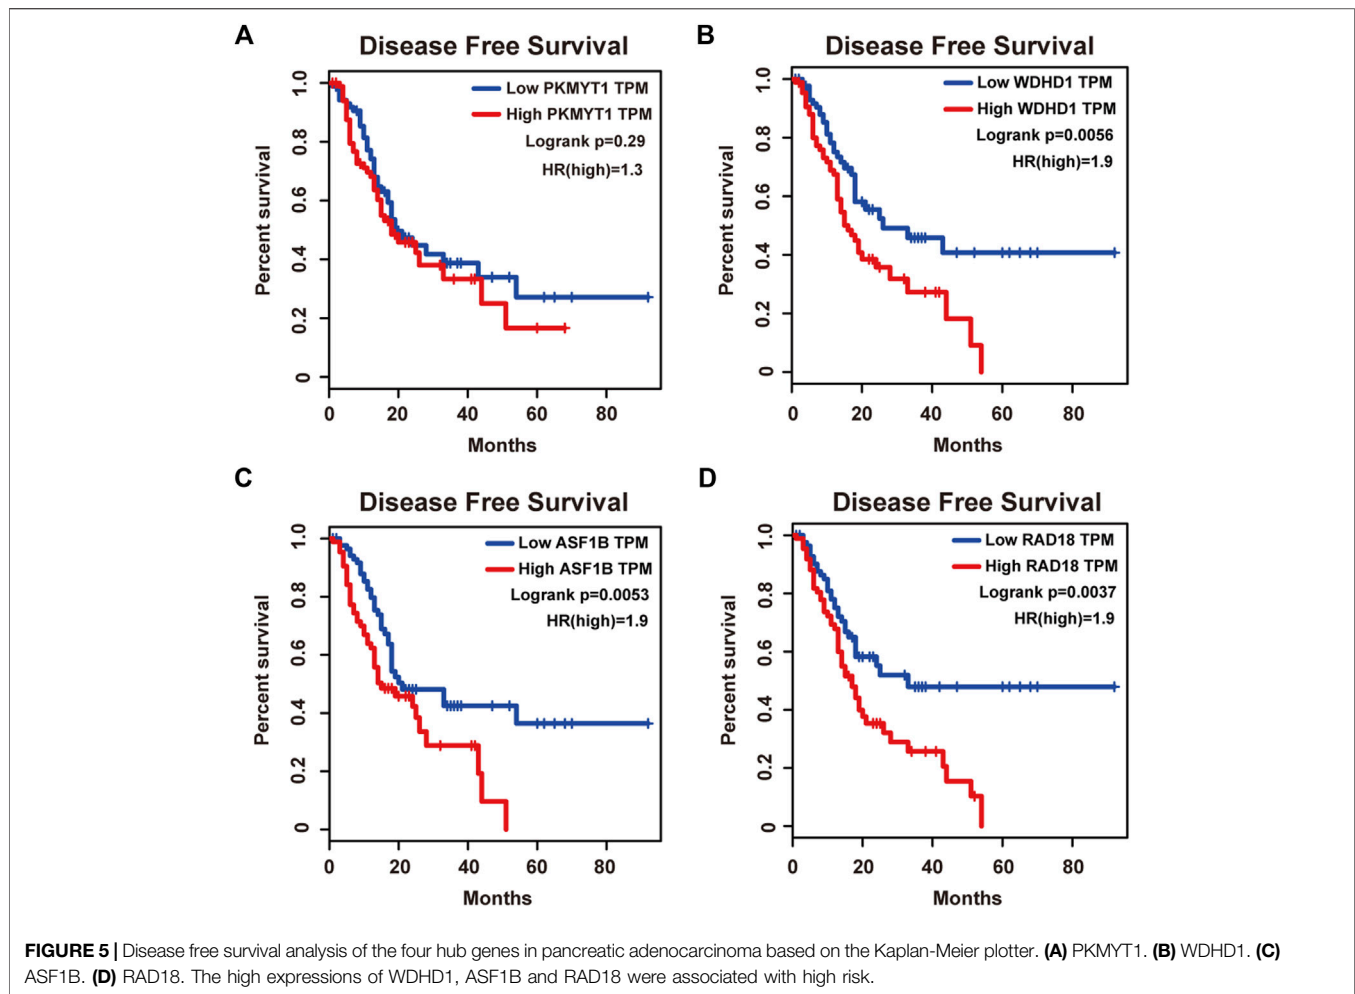 A
Disease Free Survival
Low PKMYT1 TPM
High PKMYT1 TPM
Logrank p=0.29
HR(high)=1.3
Percent survival
1.0
0.8
0.6
0.4
0.2
0
0 20 40 60 80
Months
B
Disease Free Survival
Low WDHD1 TPM
High WDHD1 TPM
Logrank p=0.0056
HR(high)=1.9
Percent survival
1.0
0.8
0.6
0.4
0.2
0
0 20 40 60 80
Months
C
Disease Free Survival
Low ASF1B TPM
High ASF1B TPM
Logrank p=0.0053
HR(high)=1.9
Percent survival
1.0
0.8
0.6
0.4
0.2
0
0 20 40 60 80
Months
D
Disease Free Survival
Low RAD18 TPM
High RAD18 TPM
Logrank p=0.0037
HR(high)=1.9
Percent survival
1.0
0.8
0.6
0.4
0.2
0
0 20 40 60 80
Months
FIGURE 5 | Disease free survival analysis of the four hub genes in pancreatic adenocarcinoma based on the Kaplan-Meier plotter. (A) PKMYT1. (B) WDHD1. (C)
ASF1B. (D) RAD18. The high expressions of WDHD1, ASF1B and RAD18 were associated with high risk.